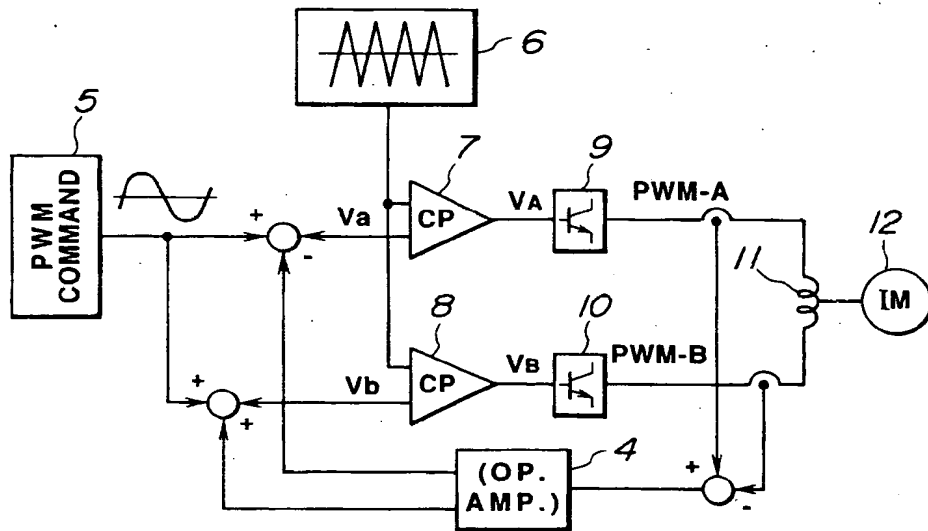 6
5
PWM
COMMAND
+
-
Va
7
CP
VA
9
PWM-A
12
11
IM
8
CP
VB
10
PWM-B
Vb
+
+
4
(OP.
AMP.)
+
-